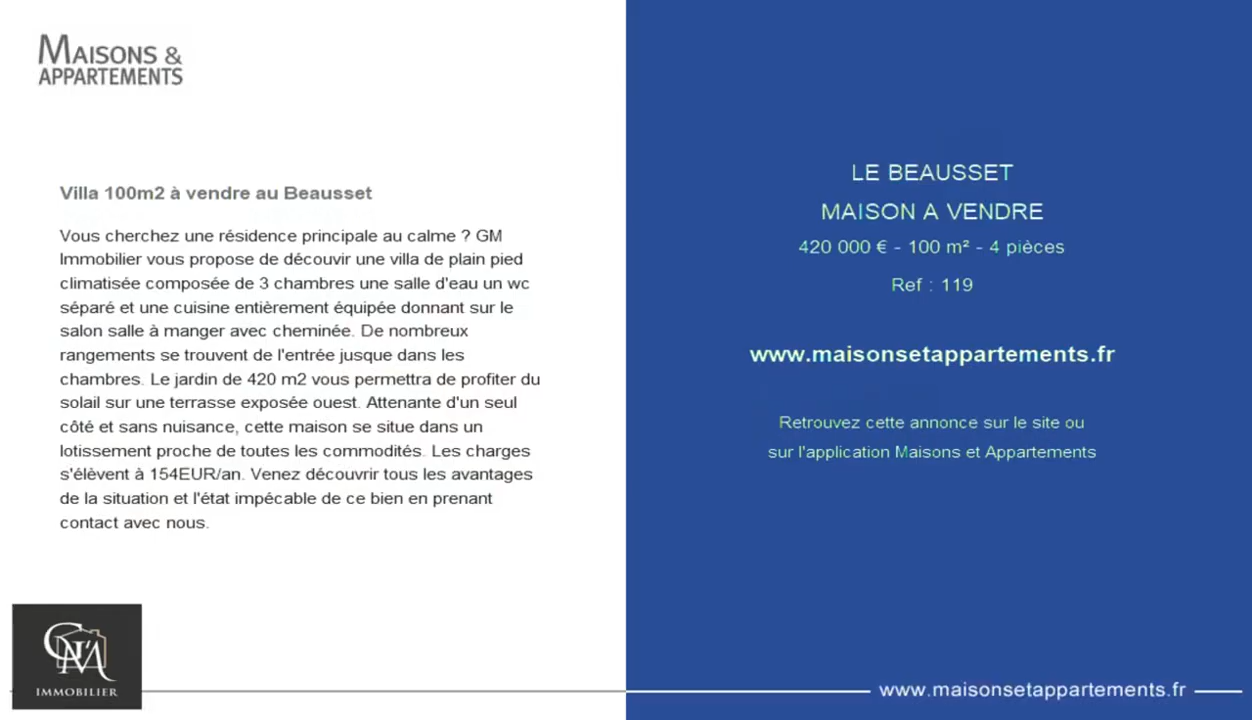 MAISONS &
APPARTEMENTS
Villa 100m2 à vendre au Beausset
Vous cherchez une résidence principale au calme ? GM
Immobilier vous propose de découvir une villa de plain pied
climatisée composée de 3 chambres une salle d'eau un wc
séparé et une cuisine entièrement équipée donnant sur le
salon salle à manger avec cheminée. De nombreux
rangements se trouvent de l'entrée jusque dans les
chambres. Le jardin de 420 m2 vous permettra de profiter du
solail sur une terrasse exposée ouest. Attenante d'un seul
côté et sans nuisance, cette maison se situe dans un
lotissement proche de toutes les commodités. Les charges
s'élèvent à 154EUR/an. Venez découvrir tous les avantages
de la situation et l'état impécable de ce bien en prenant
contact avec nous.
LE BEAUSSET
MAISON A VENDRE
420 000 € - 100 m² - 4 pièces
Ref : 119
www.maisonsetappartements.fr
Retrouvez cette annonce sur le site ou
sur l'application Maisons et Appartements
IMMOBILIER
www.maisonsetappartements.fr